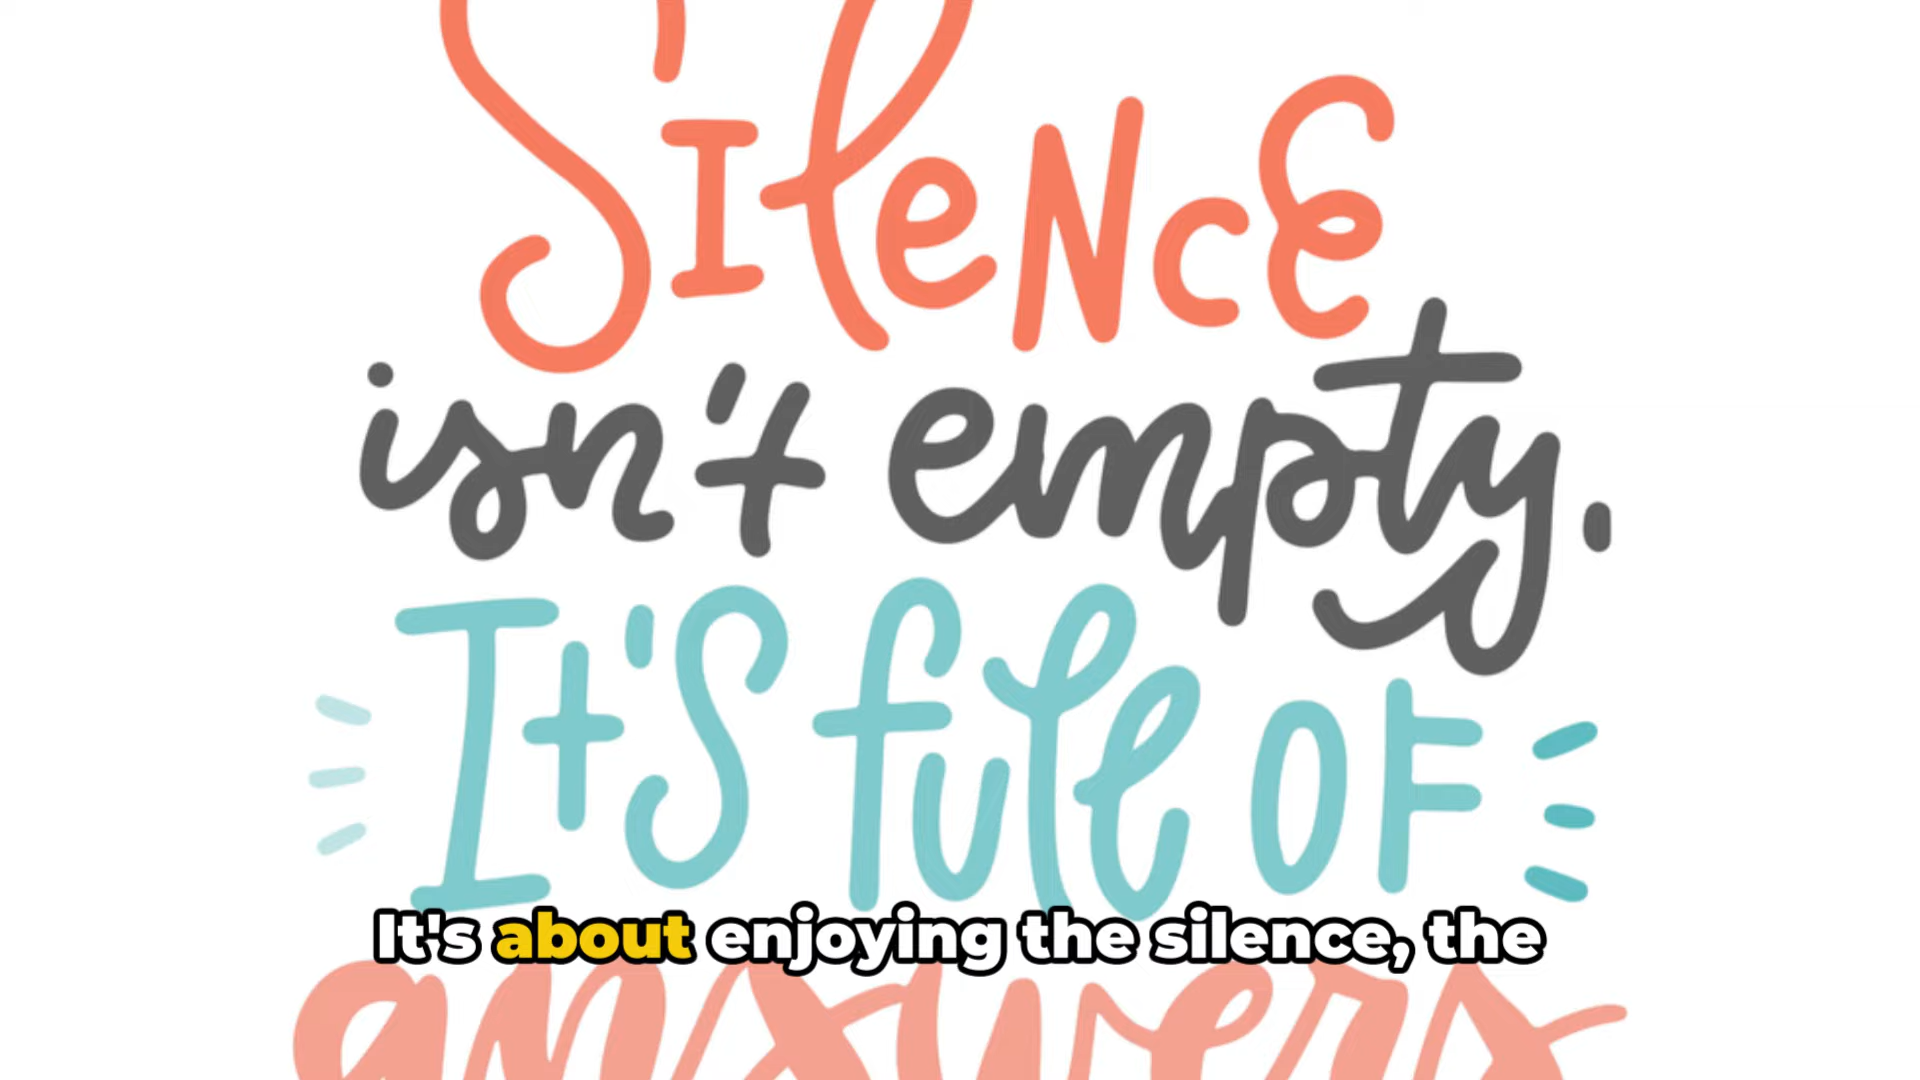 SIleNcE
isn't empty.
It'S full OF
It's about enjoying the silence, the
answers